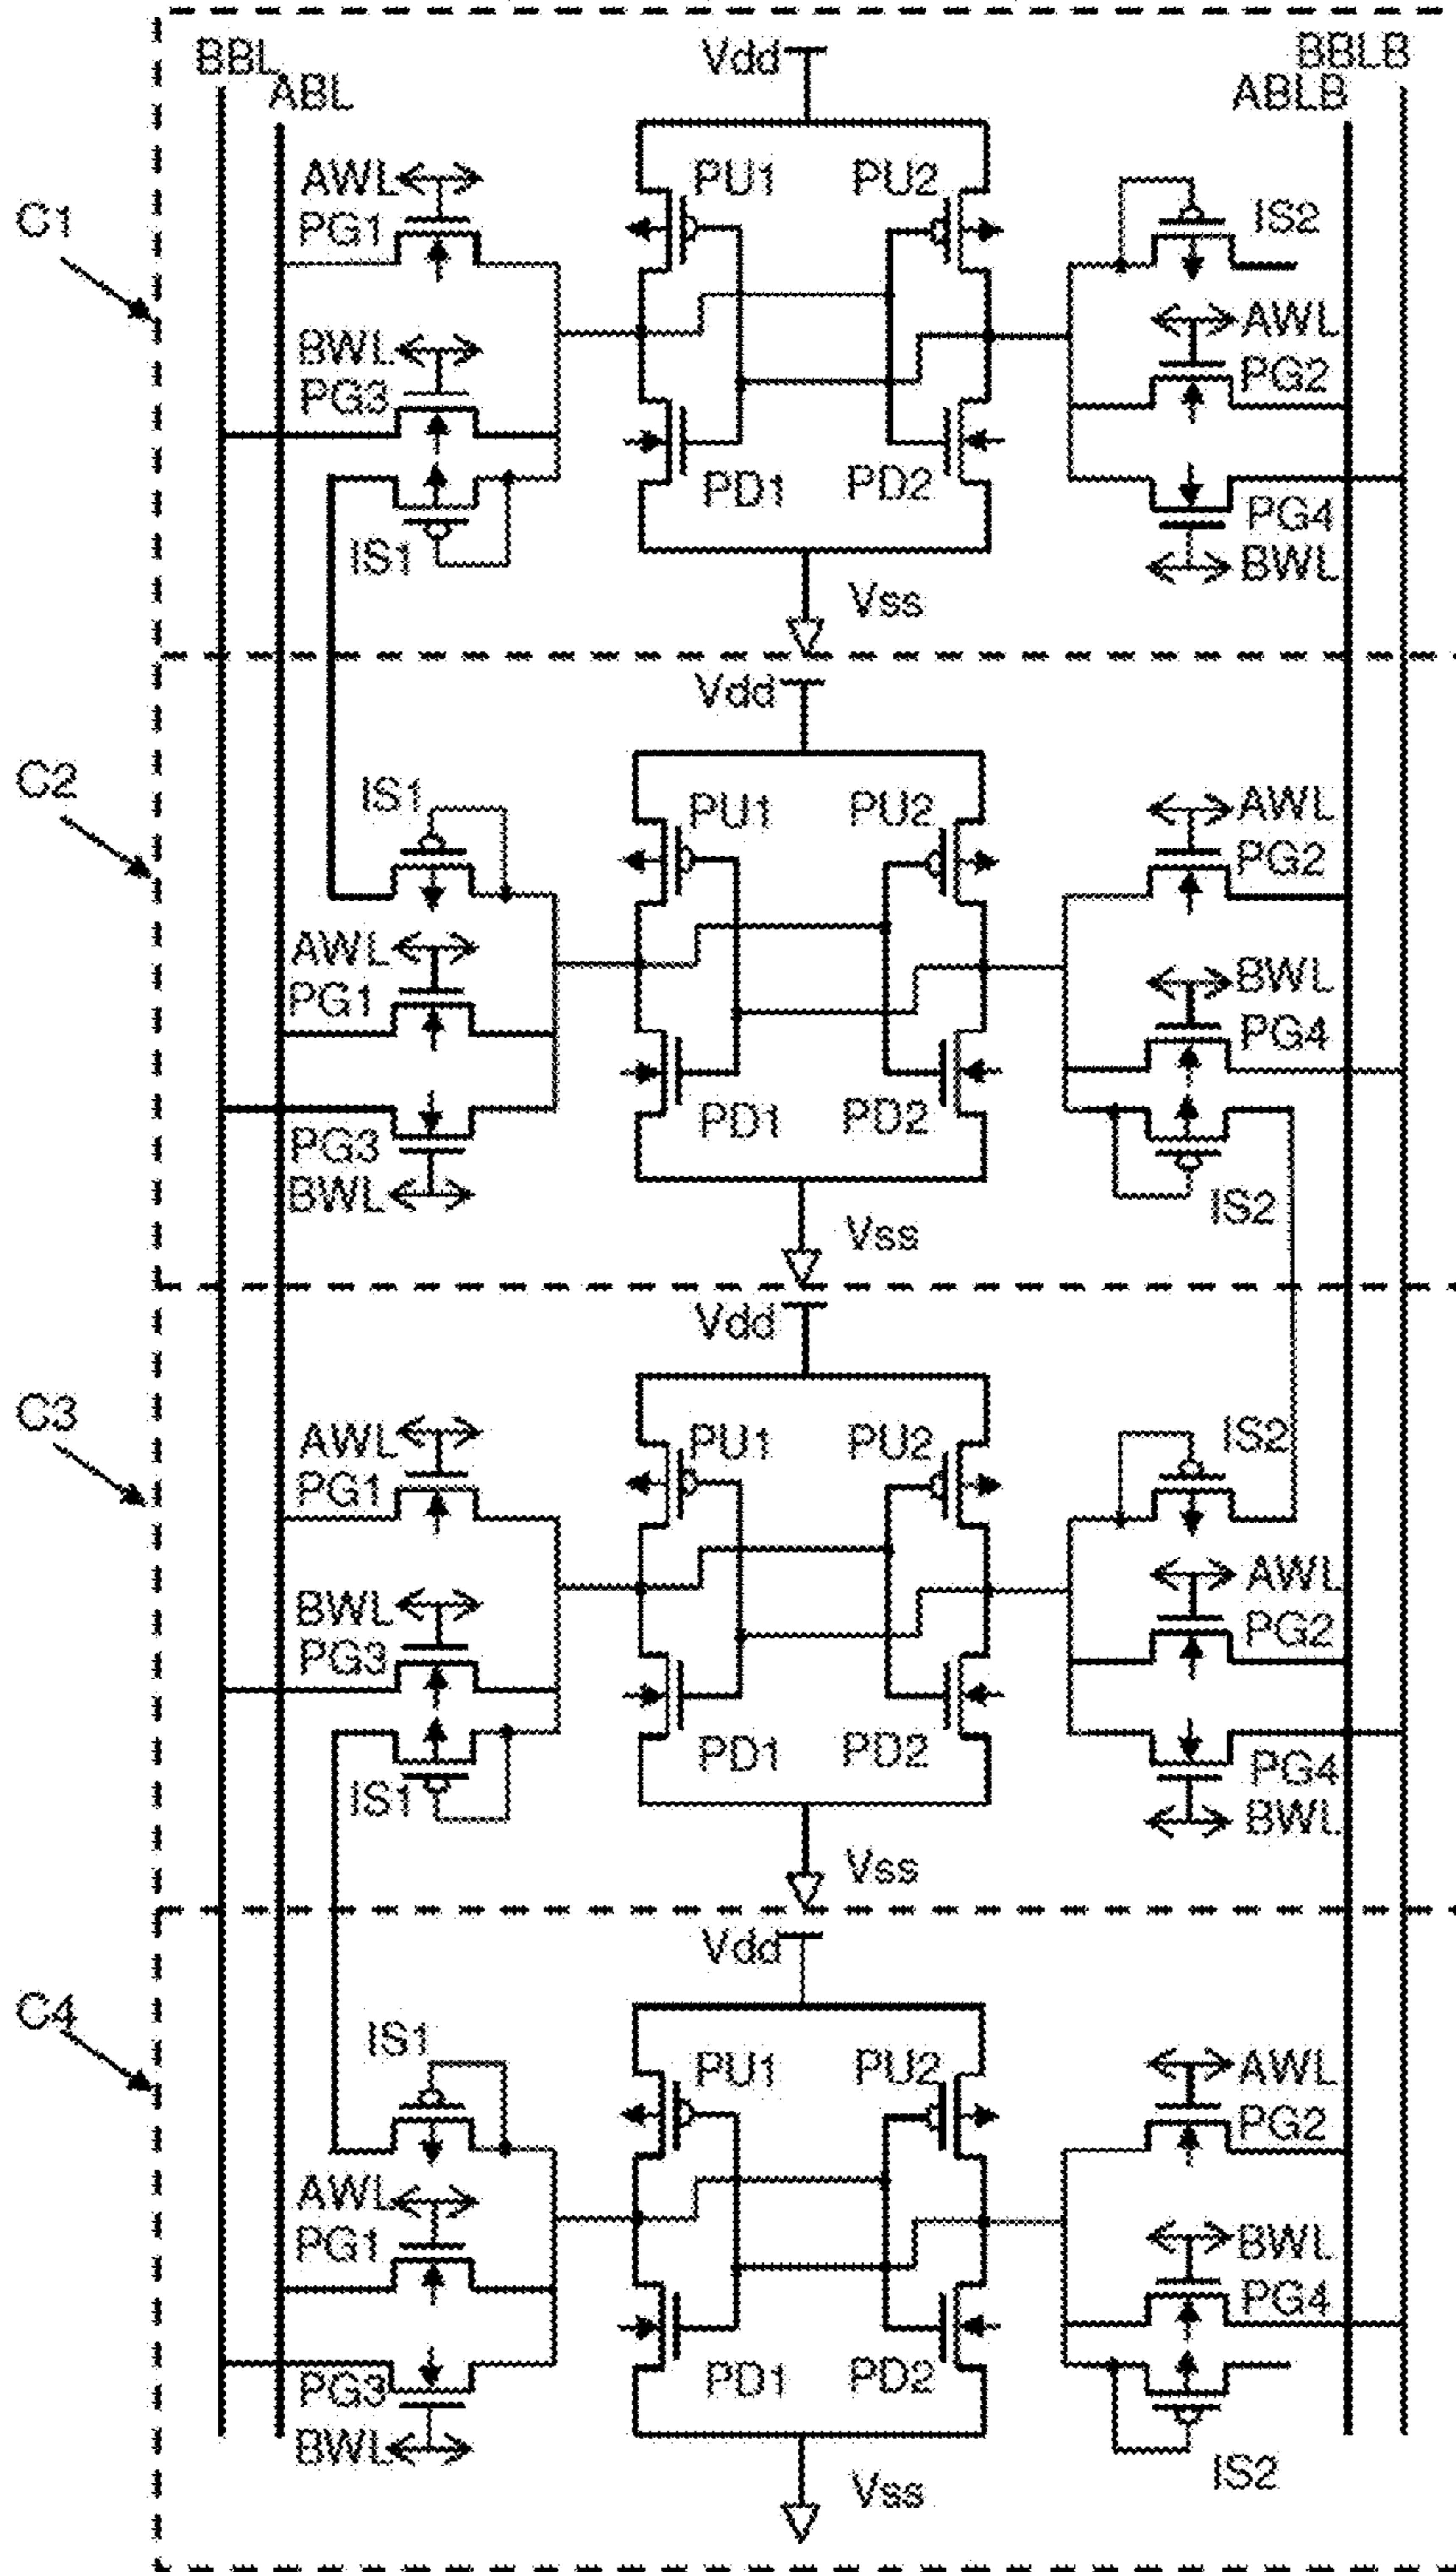 BBL
ABL
Vdd
BBLB
ABLB
C1
AWL
PG1
PU1
PU2
IS2
BWL
PG3
AWL
PG2
IS1
PD1
PD2
PG4
BWL
Vss
C2
Vdd
IS1
PU1
PU2
AWL
PG2
AWL
PG1
BWL
PG4
PG3
BWL
PD1
PD2
IS2
Vss
C3
Vdd
AWL
PG1
PU1
PU2
IS2
BWL
PG3
AWL
PG2
IS1
PD1
PD2
PG4
BWL
Vss
C4
Vdd
IS1
PU1
PU2
AWL
PG2
AWL
PG1
BWL
PG4
PG3
BWL
PD1
PD2
IS2
Vss